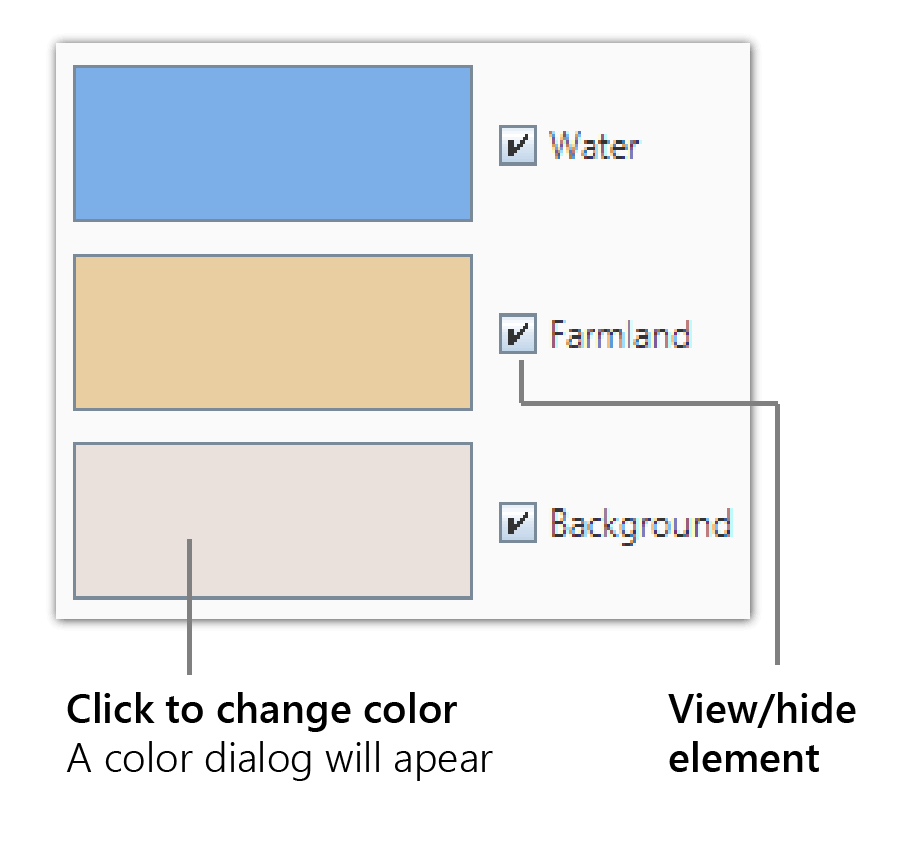 Water
Farmland
Background
Click to change color
A color dialog will apear
View/hide
element